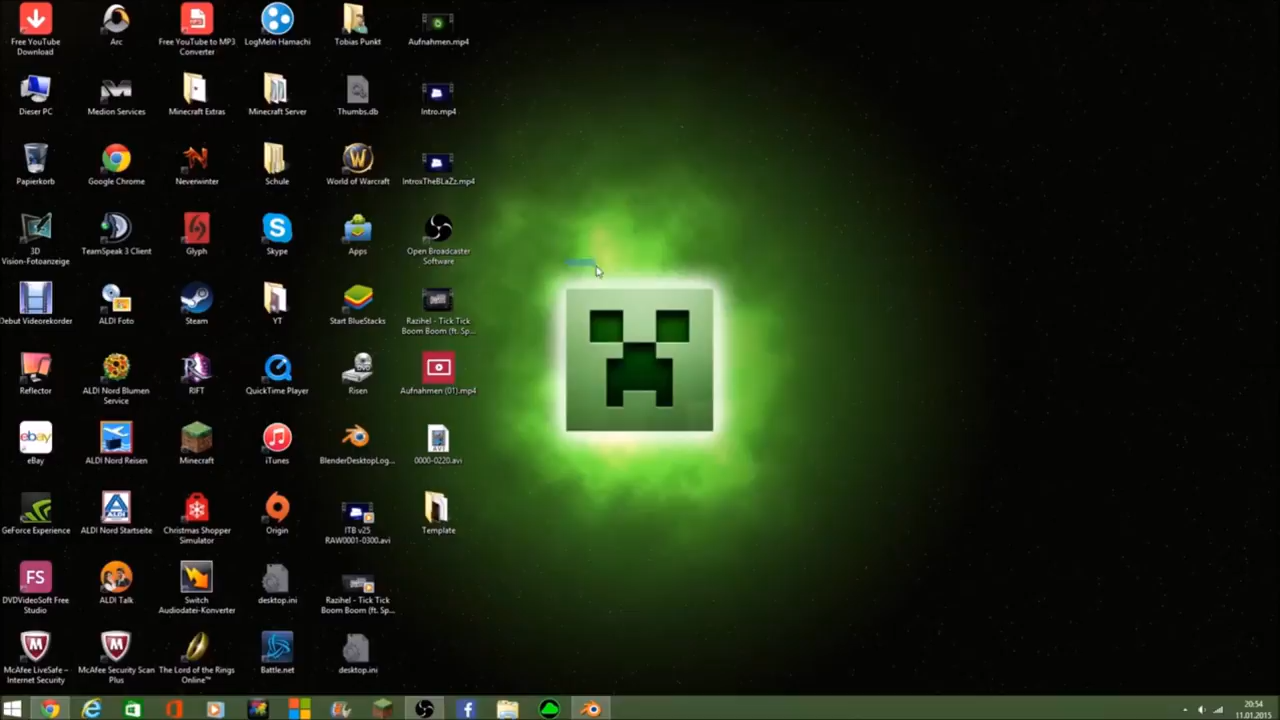 Free YouTube
Download
Arc
Free YouTube to MP3
Converter
LogMeIn Hamachi
Tobias Punkt
Aufnahmen.mp4
Dieser PC
Medion Services
Minecraft Extras
Minecraft Server
Thumbs.db
Intro.mp4
Papierkorb
Google Chrome
Neverwinter
Schule
World of Warcraft
IntroxTheBLaZz.mp4
3D
Vision-Fotoanzeige
TeamSpeak 3 Client
Glyph
Skype
Apps
Open Broadcaster
Software
Debut Videorekorder
ALDI Foto
Steam
YT
Start BlueStacks
Razihel - Tick Tick
Boom Boom (ft. Sp...
Reflector
ALDI Nord Blumen
Service
RIFT
QuickTime Player
Risen
Aufnahmen (01).mp4
ebay
eBay
ALDI Nord Reisen
Minecraft
iTunes
BlenderDesktopLog...
AVI
0000-0220.avi
GeForce Experience
ALDI Nord Startseite
Christmas Shopper
Simulator
Origin
ITB v25
RAW0001-0300.avi
Template
FS
DVDVideoSoft Free
Studio
ALDI Talk
Switch
Audiodatei-Konverter
desktop.ini
Razihel - Tick Tick
Boom Boom (ft. Sp...
McAfee LiveSafe –
Internet Security
McAfee Security Scan
Plus
The Lord of the Rings
Online™
Battle.net
desktop.ini
20:54
11.01.2015